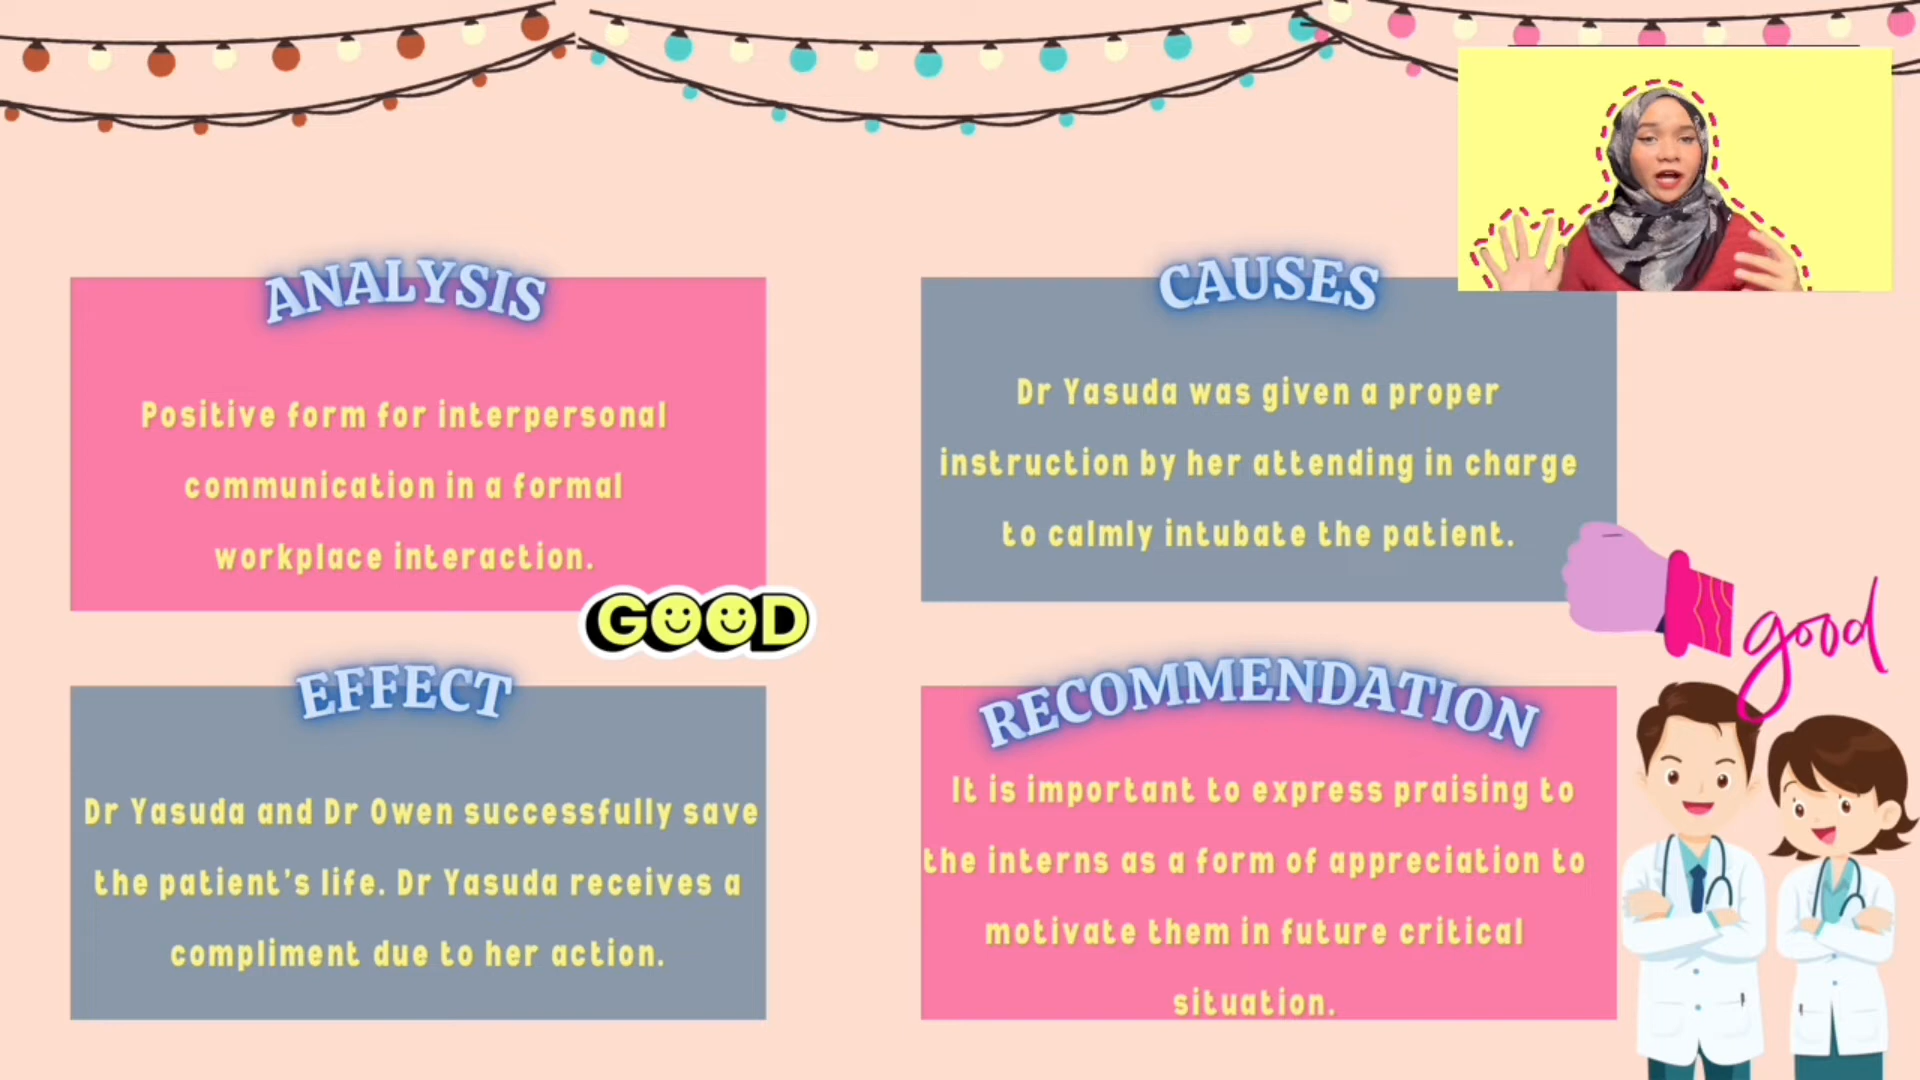 ANALYSIS
Positive form for interpersonal
communication in a formal
workplace interaction.
GOOD
CAUSES
Dr Yasuda was given a proper
instruction by her attending in charge
to calmly intubate the patient.
good
EFFECT
Dr Yasuda and Dr Owen successfully save
the patient's life. Dr Yasuda receives a
compliment due to her action.
RECOMMENDATION
It is important to express praising to
the interns as a form of appreciation to
motivate them in future critical
situation.